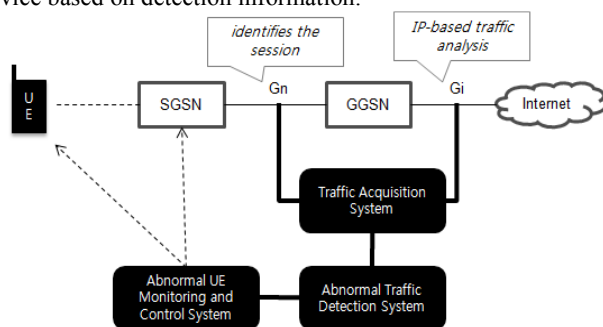 vice based on detection information.
identifies the
session
IP-based traffic
analysis
U
E
SGSN
Gn
GGSN
Gi
Internet
Traffic Acquisition
System
Abnormal UE
Monitoring and
Control System
Abnormal Traffic
Detection System